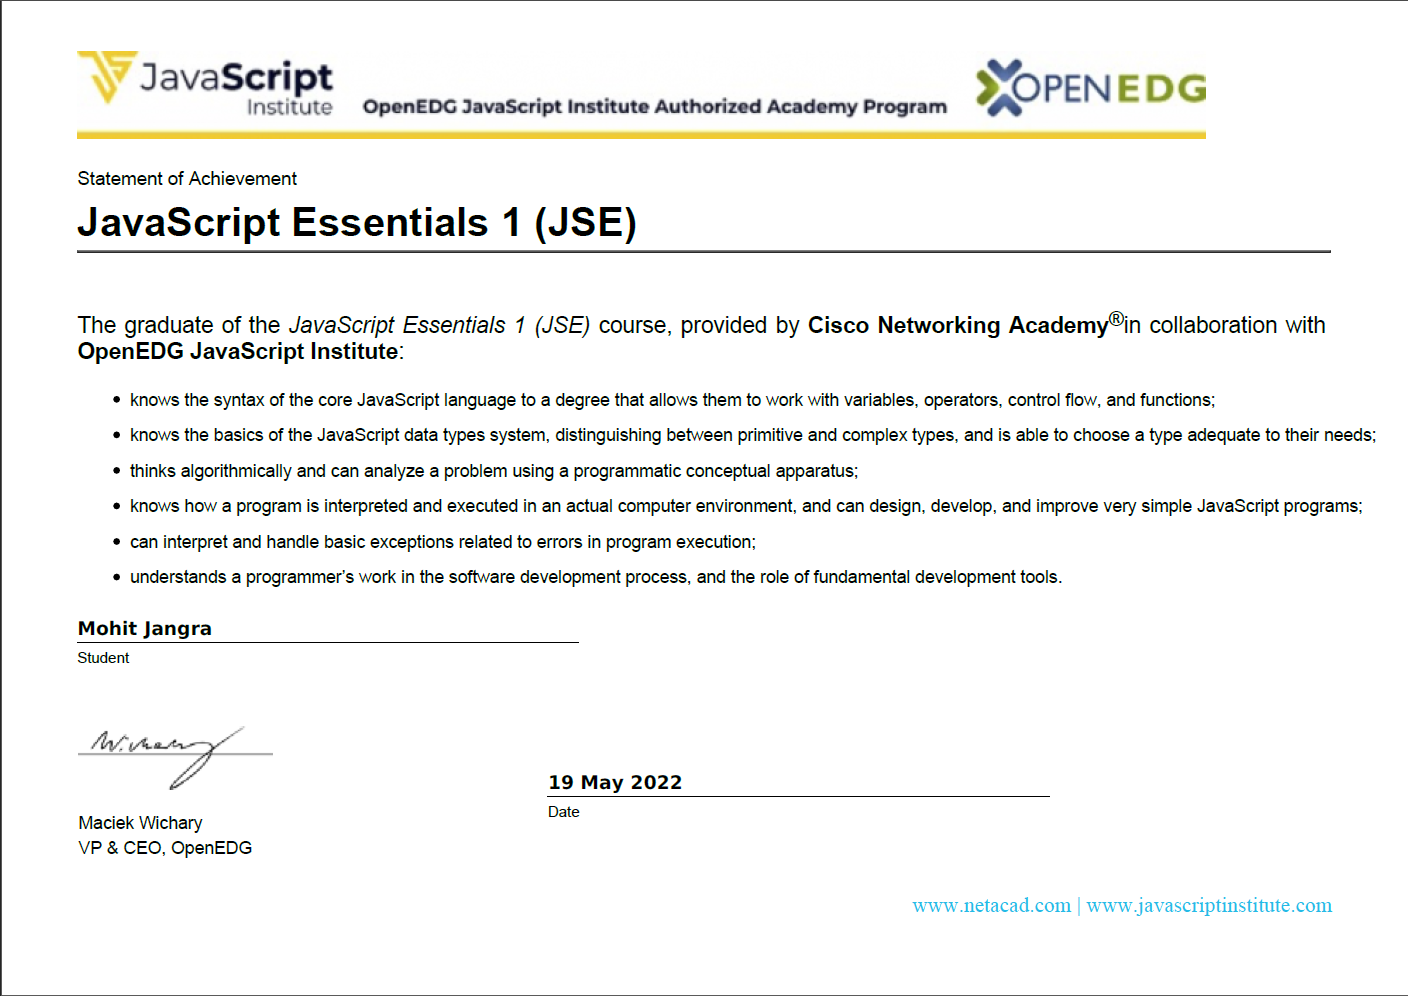 JavaScript
Institute
OpenEDG JavaScript Institute Authorized Academy Program
OPENEDG
Statement of Achievement
JavaScript Essentials 1 (JSE)
The graduate of the JavaScript Essentials 1 (JSE) course, provided by Cisco Networking Academy®in collaboration with
OpenEDG JavaScript Institute:
• knows the syntax of the core JavaScript language to a degree that allows them to work with variables, operators, control flow, and functions;
• knows the basics of the JavaScript data types system, distinguishing between primitive and complex types, and is able to choose a type adequate to their needs;
• thinks algorithmically and can analyze a problem using a programmatic conceptual apparatus;
• knows how a program is interpreted and executed in an actual computer environment, and can design, develop, and improve very simple JavaScript programs;
• can interpret and handle basic exceptions related to errors in program execution;
• understands a programmer’s work in the software development process, and the role of fundamental development tools.
Mohit Jangra
Student
W. Wichary
19 May 2022
Date
Maciek Wichary
VP & CEO, OpenEDG
www.netacad.com | www.javascriptinstitute.com